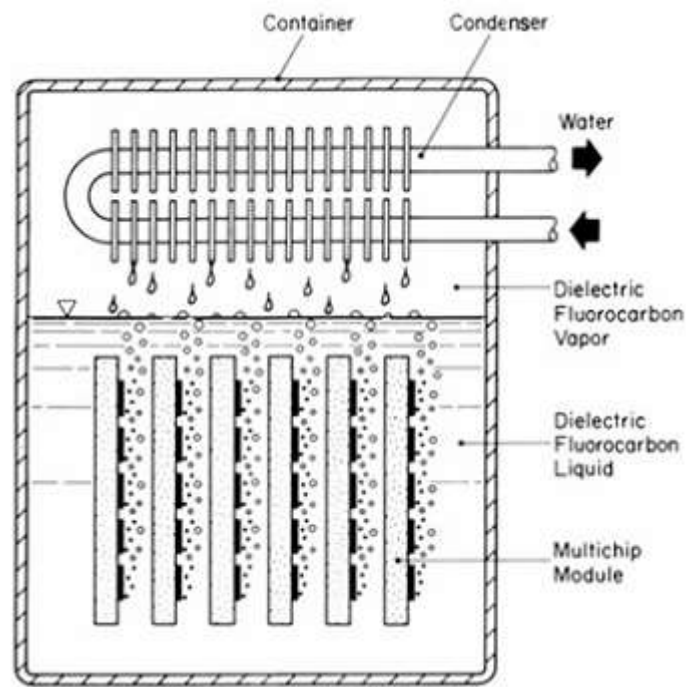 Container
Condenser
Water
Dielectric
Fluorocarbon
Vapor
Dielectric
Fluorocarbon
Liquid
Multichip
Module